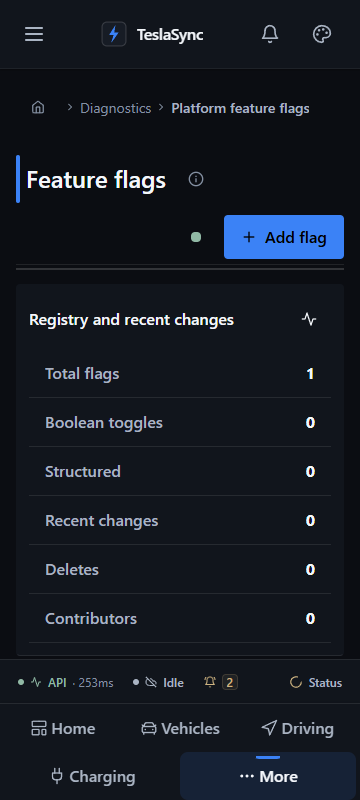 TeslaSync
Diagnostics Platform feature flags
Feature flags
+ Add flag
Registry and recent changes
Total flags 1
Boolean toggles 0
Structured 0
Recent changes 0
Deletes 0
Contributors 0
API · 253ms Idle 2 Status
Home Vehicles Driving
Charging More